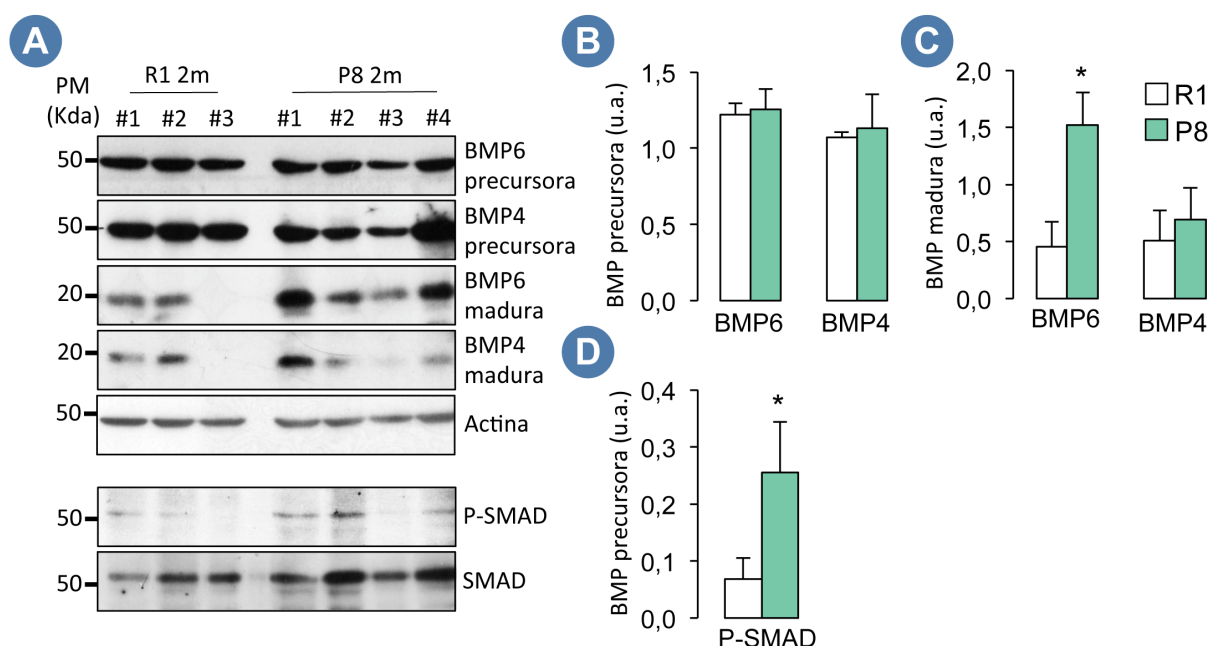 A
R1 2m
P8 2m
PM
(Kda)
#1 #2 #3 #1 #2 #3 #4
50
BMP6
precursora
50
BMP4
precursora
20
BMP6
madura
20
BMP4
madura
50
Actina
50
P-SMAD
50
SMAD
B
BMP precursora (u.a.)
1,5
1,0
0,5
0,0
BMP6 BMP4
C
BMP madura (u.a.)
2,0
1,5
1,0
0,5
0,0
*
BMP6 BMP4
R1
P8
D
BMP precursora (u.a.)
0,4
0,3
0,2
0,1
0,0
*
P-SMAD